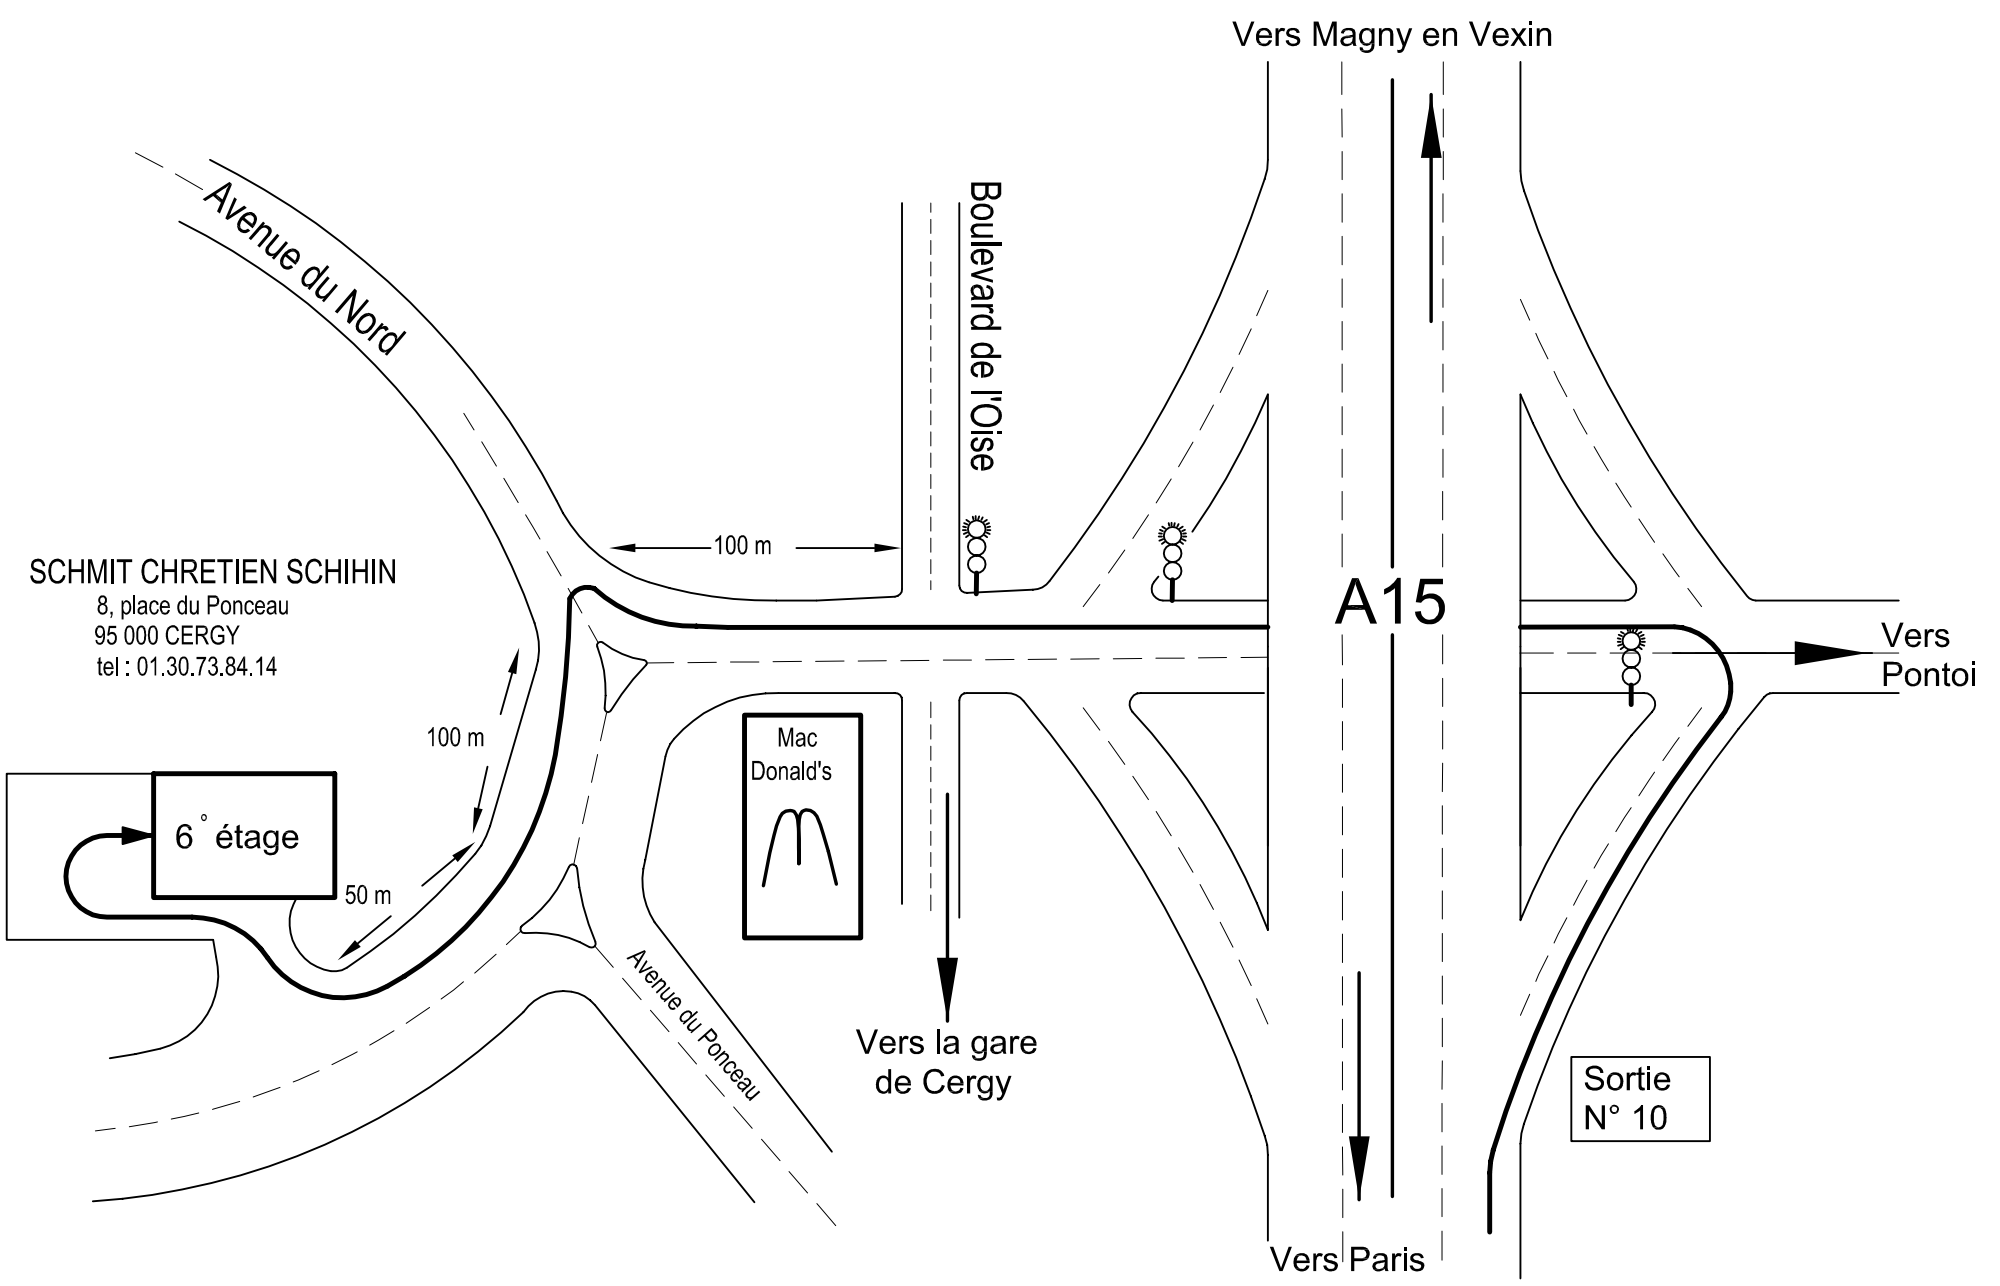 Vers Magny en Vexin
Avenue du Nord
Boulevard de l'Oise
100 m
SCHMIT CHRETIEN SCHIHIN
8, place du Ponceau
95 000 CERGY
tel : 01.30.73.84.14
A15
Vers
Pontoi
100 m
Mac
Donald's
6° étage
50 m
Avenue du Ponceau
Vers la gare
de Cergy
Sortie
N° 10
Vers Paris